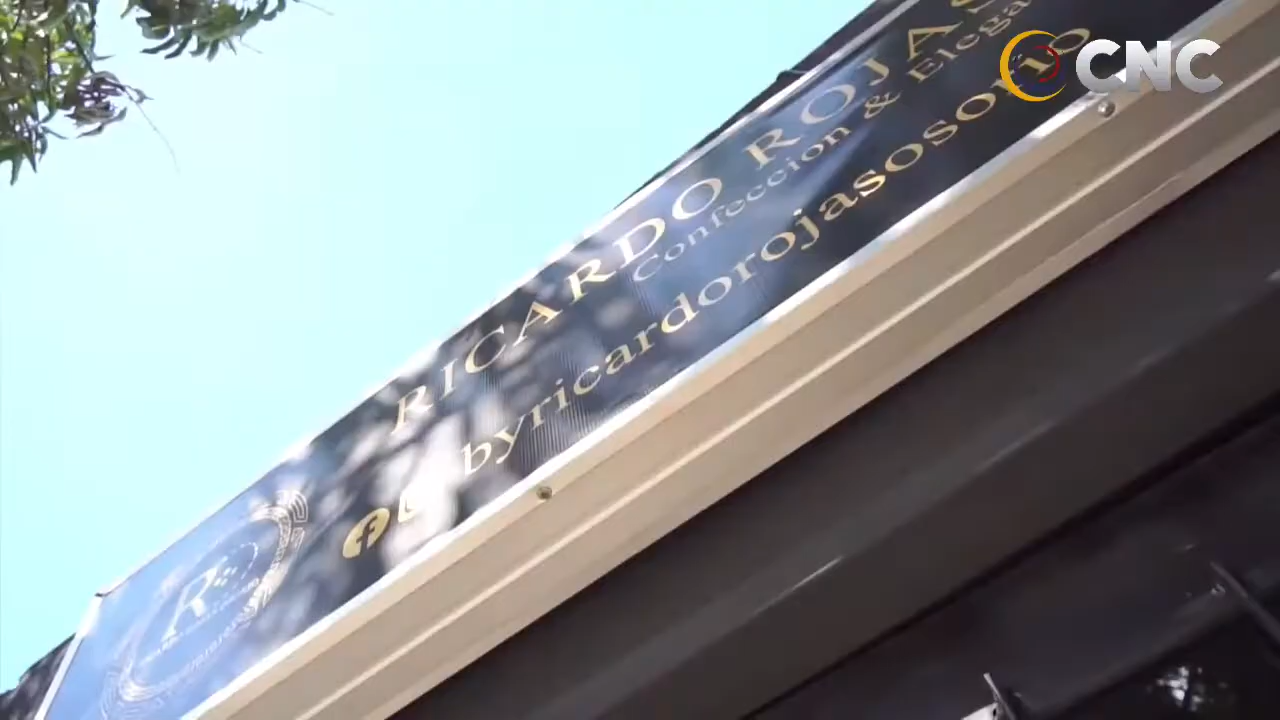 CNC
RICARDO ROJAS
Confeccion & Elega
byricardorojasosorio
R